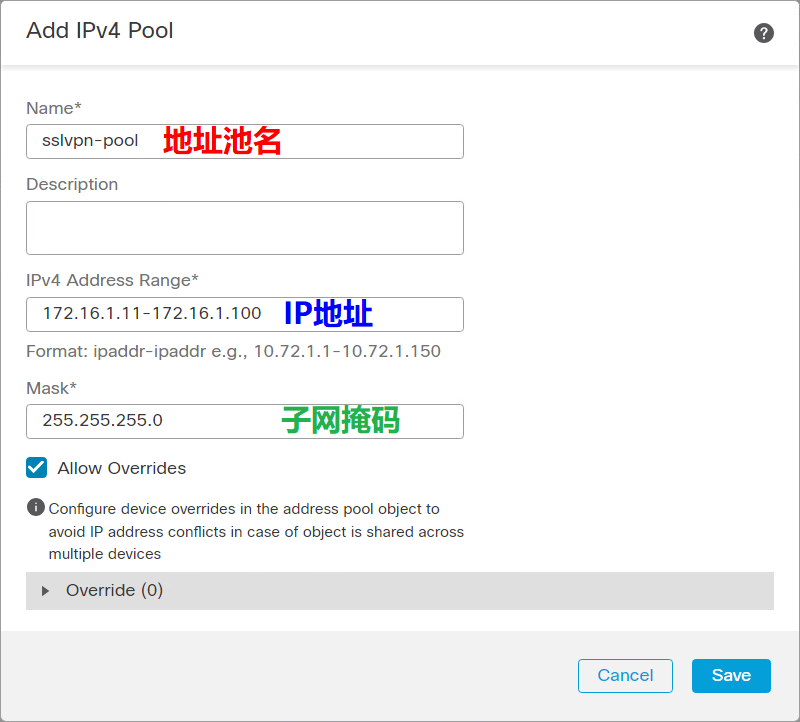 Add IPv4 Pool
?
Name*
sslvpn-pool 地址池名
Description
IPv4 Address Range*
172.16.1.11-172.16.1.100 IP地址
Format: ipaddr-ipaddr e.g., 10.72.1.1-10.72.1.150
Mask*
255.255.255.0 子网掩码
Allow Overrides
Configure device overrides in the address pool object to
avoid IP address conflicts in case of object is shared across
multiple devices
Override (0)
Cancel Save